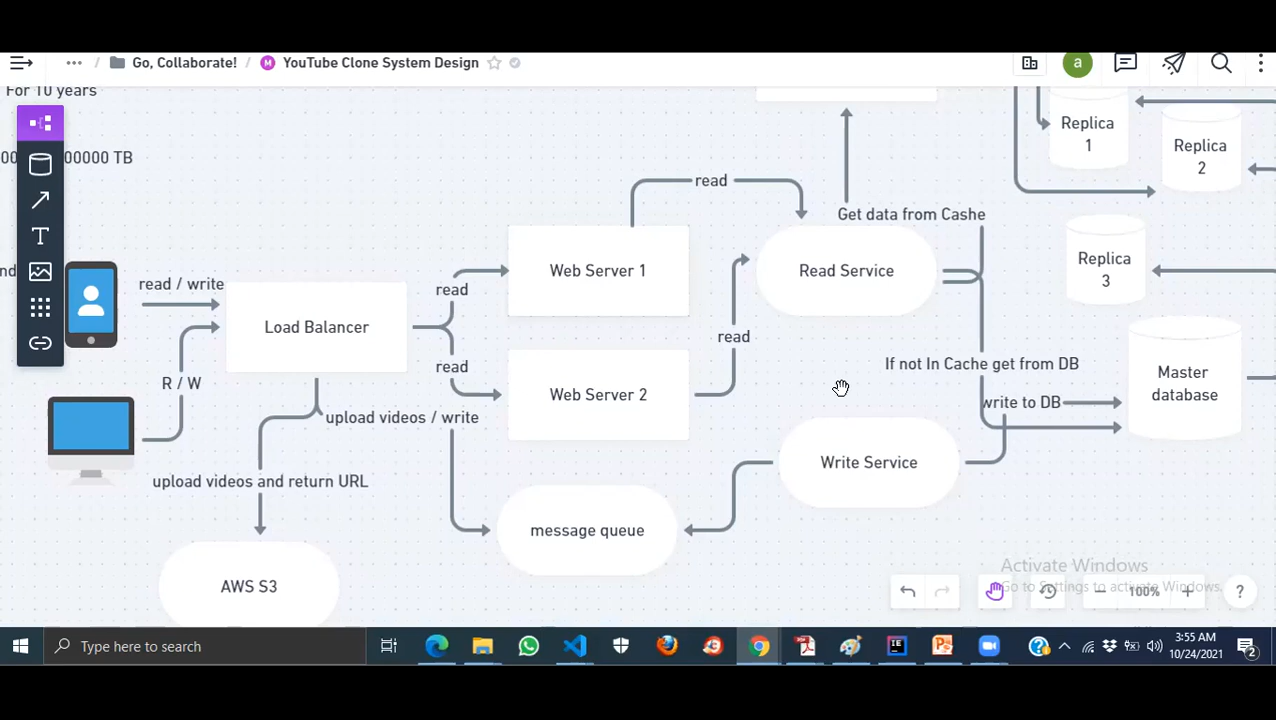 ... / Go, Collaborate! / M YouTube Clone System Design
a
For 10 years
00000 TB
T
read / write
R / W
Load Balancer
read
read
upload videos / write
upload videos and return URL
AWS S3
Web Server 1
Web Server 2
message queue
read
read
Get data from Cashe
Read Service
If not In Cache get from DB
write to DB
Write Service
Replica
1
Replica
2
Replica
3
Master
database
Activate Windows
Go to Settings to activate Windows.
100%
?
Type here to search
3:55 AM
10/24/2021
2